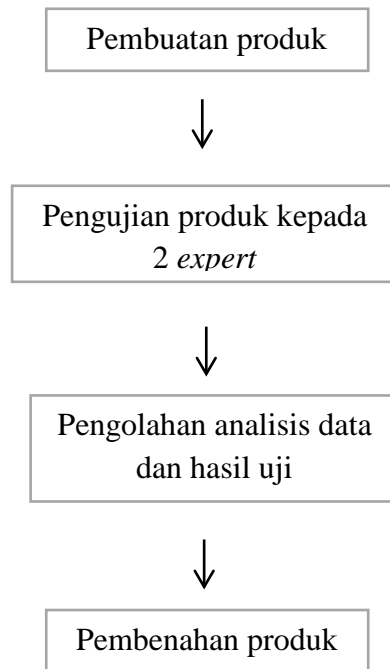 Pembuatan produk
Pengujian produk kepada
2 expert
Pengolahan analisis data
dan hasil uji
Pembenahan produk